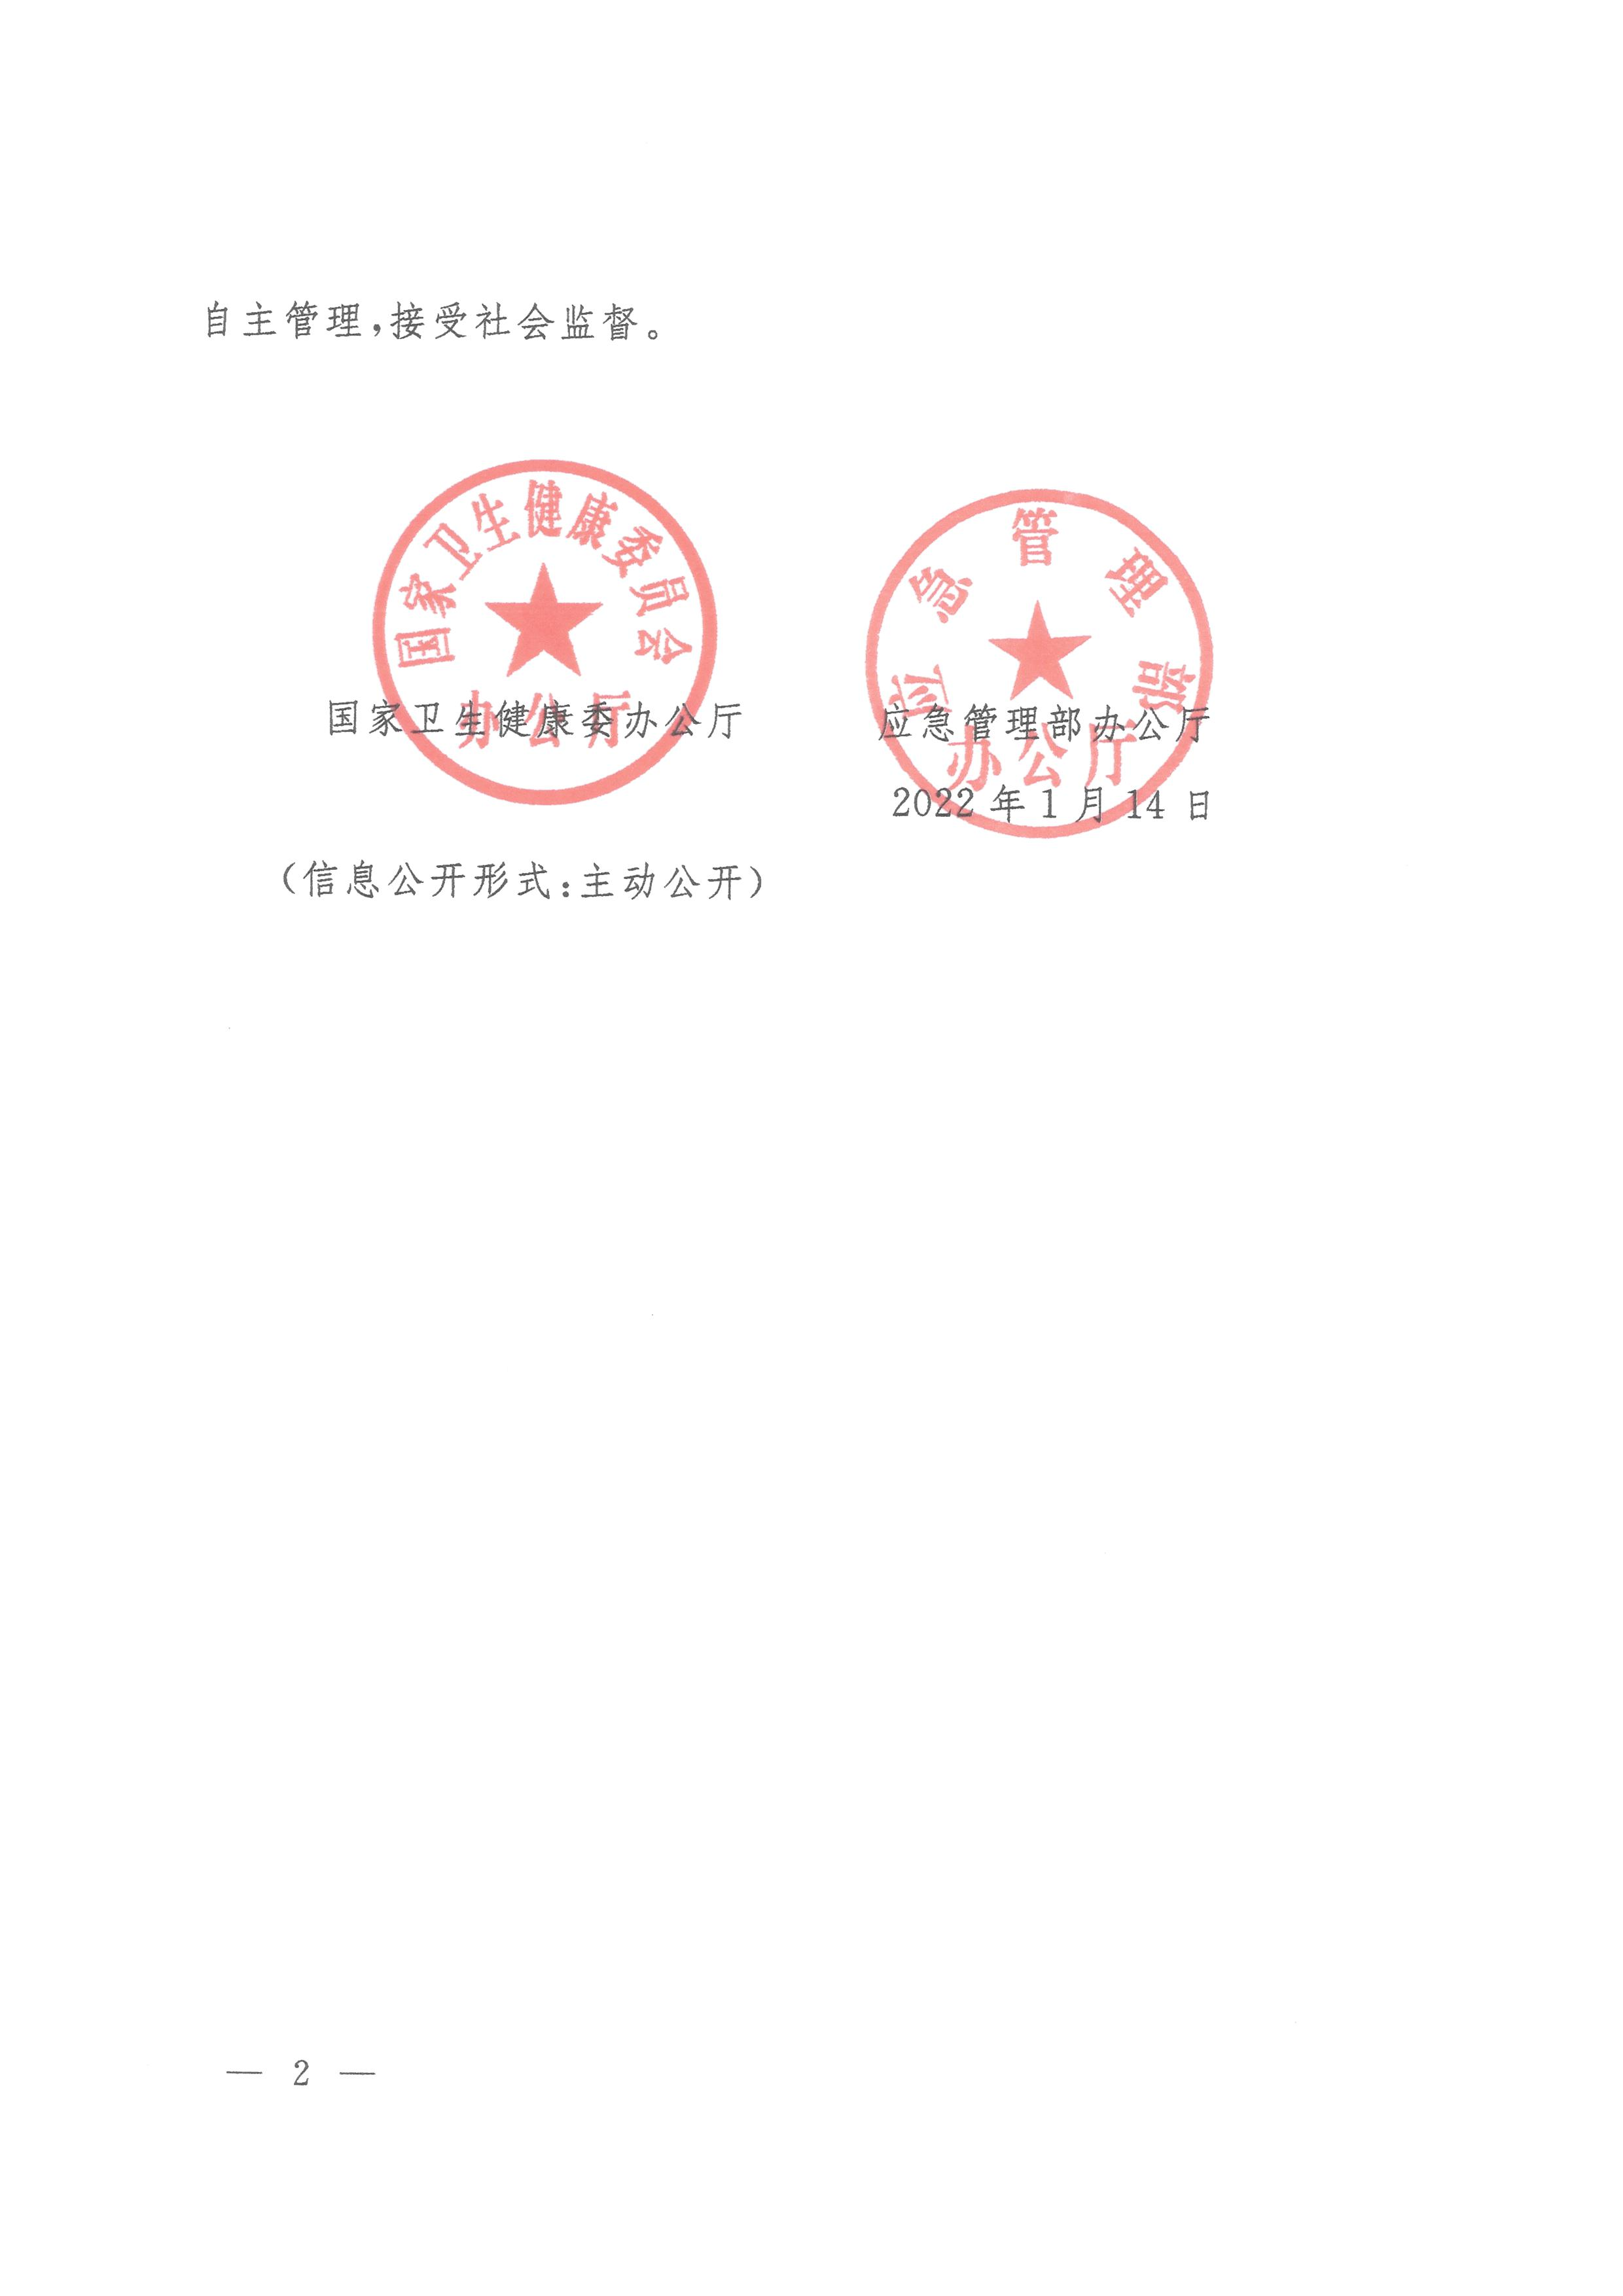 自主管理,接受社会监督。
国家卫生健康委员会
办公厅
应急管理部
办公厅
国家卫生健康委办公厅
应急管理部办公厅
2022年1月14日
(信息公开形式:主动公开)
— 2 —